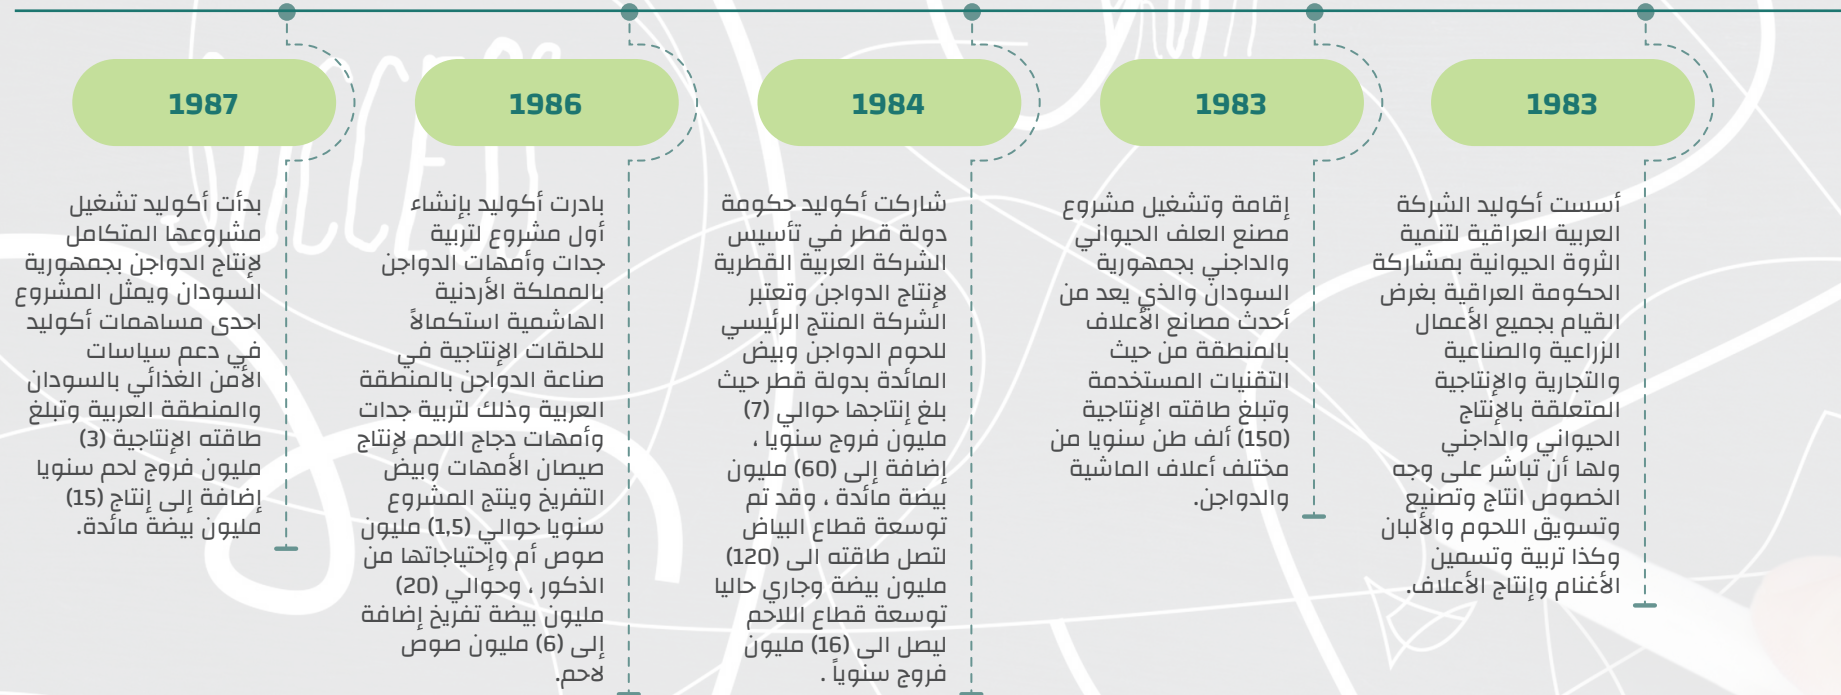 1983
أسست أكوليد الشركة
العربية العراقية لتنمية
الثروة الحيوانية بمشاركة
الحكومة العراقية بغرض
القيام بجميع الأعمال
الزراعية والصناعية
والتجارية والإنتاجية
المتعلقة بالإنتاج
الحيواني والداجني
ولها أن تباشر على وجه
الخصوص انتاج وتصنيع
وتسويق اللحوم والألبان
وكذا تربية وتسمين
الأغنام وإنتاج الأعلاف.
1983
إقامة وتشغيل مشروع
مصنع العلف الحيواني
والداجني بجمهورية
السودان والذي يعد من
أحدث مصانع الأعلاف
بالمنطقة من حيث
التقنيات المستخدمة
وتبلغ طاقته الإنتاجية
(150) ألف طن سنويا من
مختلف أعلاف الماشية
والدواجن.
1984
شاركت أكوليد حكومة
دولة قطر في تأسيس
الشركة العربية القطرية
لإنتاج الدواجن وتعتبر
الشركة المنتج الرئيسي
للحوم الدواجن وبيض
المائدة بدولة قطر حيث
بلغ إنتاجها حوالي (7)
مليون فروج سنويا ،
إضافة إلى (60) مليون
بيضة مائدة ، وقد تم
توسعة قطاع البياض
لتصل طاقته الى (120)
مليون بيضة وجاري حاليا
توسعة قطاع اللاحم
ليصل الى (16) مليون
فروج سنوياً .
1986
بادرت أكوليد بإنشاء
أول مشروع لتربية
جدات وأمهات الدواجن
بالمملكة الأردنية
الهاشمية استكمالاً
للحلقات الإنتاجية في
صناعة الدواجن بالمنطقة
العربية وذلك لتربية جدات
وأمهات دجاج اللحم لإنتاج
صيصان الأمهات وبيض
التفريخ وينتج المشروع
سنويا حوالي (1,5) مليون
صوص أم وإحتياجاتها من
الذكور ، وحوالي (20)
مليون بيضة تفريخ إضافة
إلى (6) مليون صوص
لاحم.
1987
بدأت أكوليد تشغيل
مشروعها المتكامل
لإنتاج الدواجن بجمهورية
السودان ويمثل المشروع
احدى مساهمات أكوليد
في دعم سياسات
الأمن الغذائي بالسودان
والمنطقة العربية وتبلغ
طاقته الإنتاجية (3)
مليون فروج لحم سنويا
إضافة إلى إنتاج (15)
مليون بيضة مائدة.